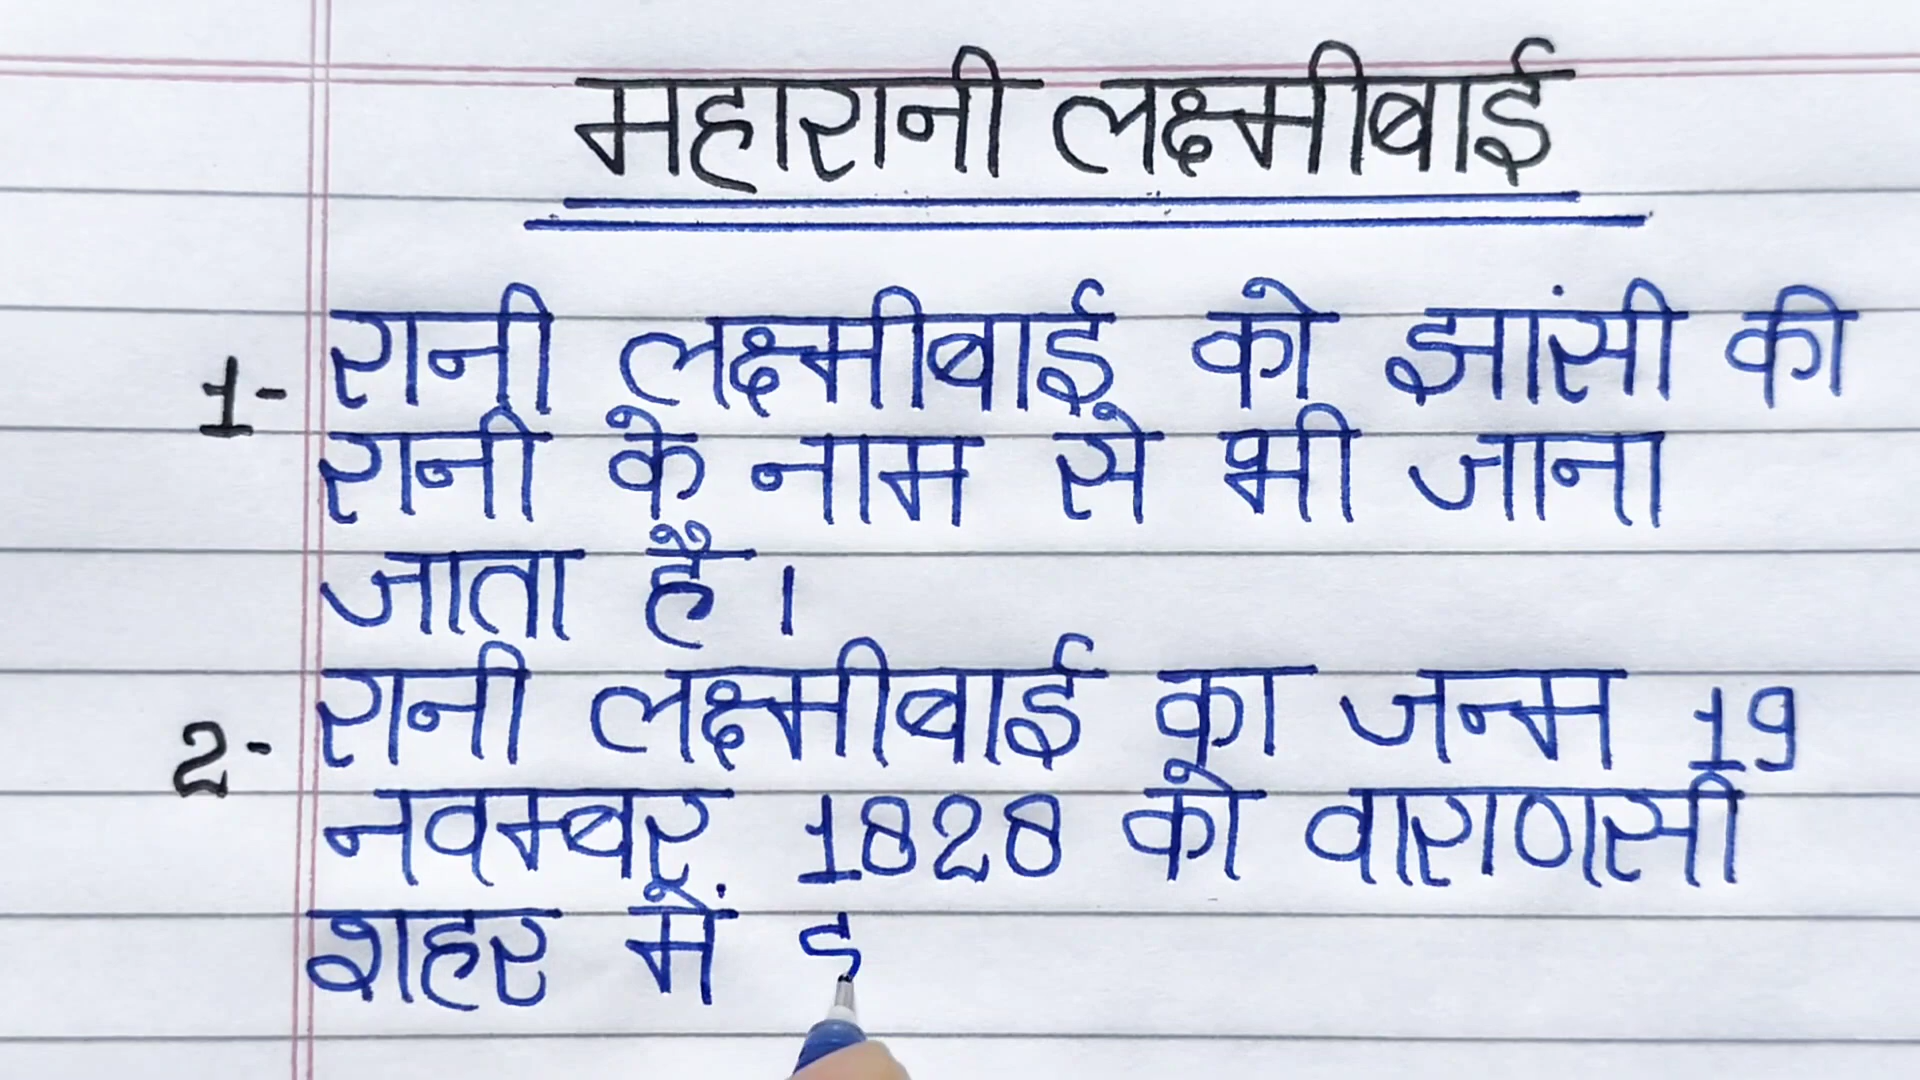 महारानी लक्ष्मीबाई
1- रानी लक्ष्मीबाई को झांसी की
रानी के नाम से भी जाना
जाता है।
2- रानी लक्ष्मीबाई का जन्म 19
नवम्बर 1828 को वाराणसी
शहर में